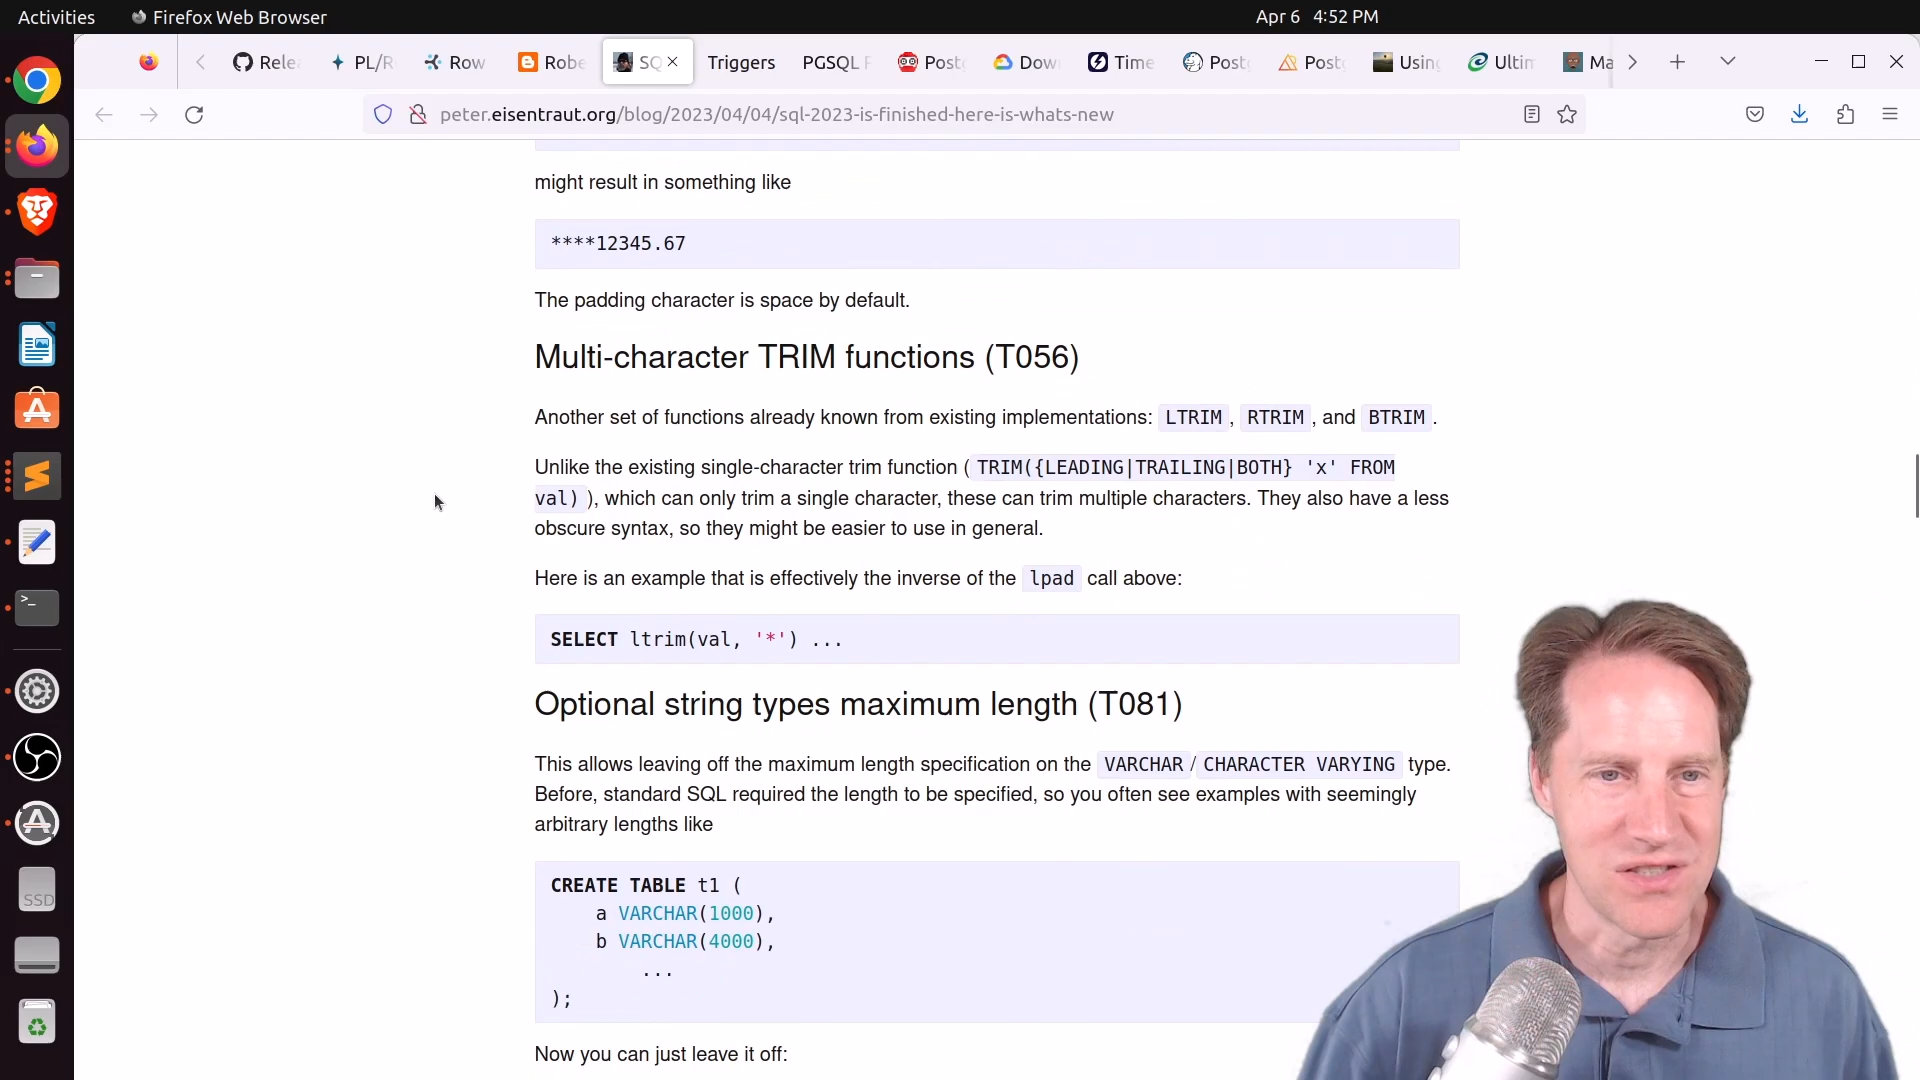 Activities
Firefox Web Browser
Apr 6 4:52 PM
Rele
PL/R
Row
Robe
SQ
Triggers
PGSQL P
Post
Dow
Time
Post
Post
Using
Ultim
Ma
peter.eisentraut.org/blog/2023/04/04/sql-2023-is-finished-here-is-whats-new
might result in something like
****12345.67
The padding character is space by default.
Multi-character TRIM functions (T056)
Another set of functions already known from existing implementations: LTRIM , RTRIM , and BTRIM .
Unlike the existing single-character trim function ( TRIM({LEADING|TRAILING|BOTH} 'x' FROM
val) ), which can only trim a single character, these can trim multiple characters. They also have a less
obscure syntax, so they might be easier to use in general.
Here is an example that is effectively the inverse of the lpad call above:
SELECT ltrim(val, '*') ...
Optional string types maximum length (T081)
This allows leaving off the maximum length specification on the VARCHAR / CHARACTER VARYING type.
Before, standard SQL required the length to be specified, so you often see examples with seemingly
arbitrary lengths like
CREATE TABLE t1 (
a VARCHAR(1000),
b VARCHAR(4000),
...
);
Now you can just leave it off:
SSD